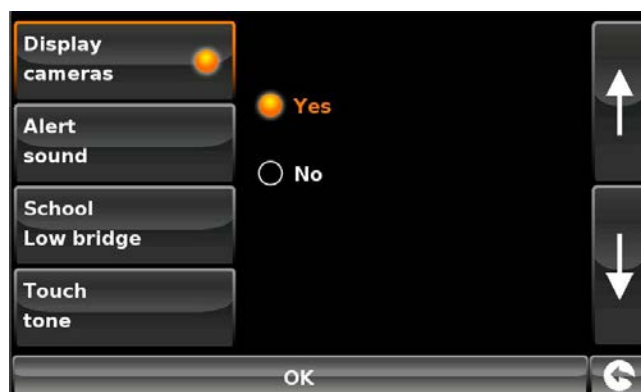 Display
cameras
Alert
sound
School
Low bridge
Touch
tone
Yes
No
OK